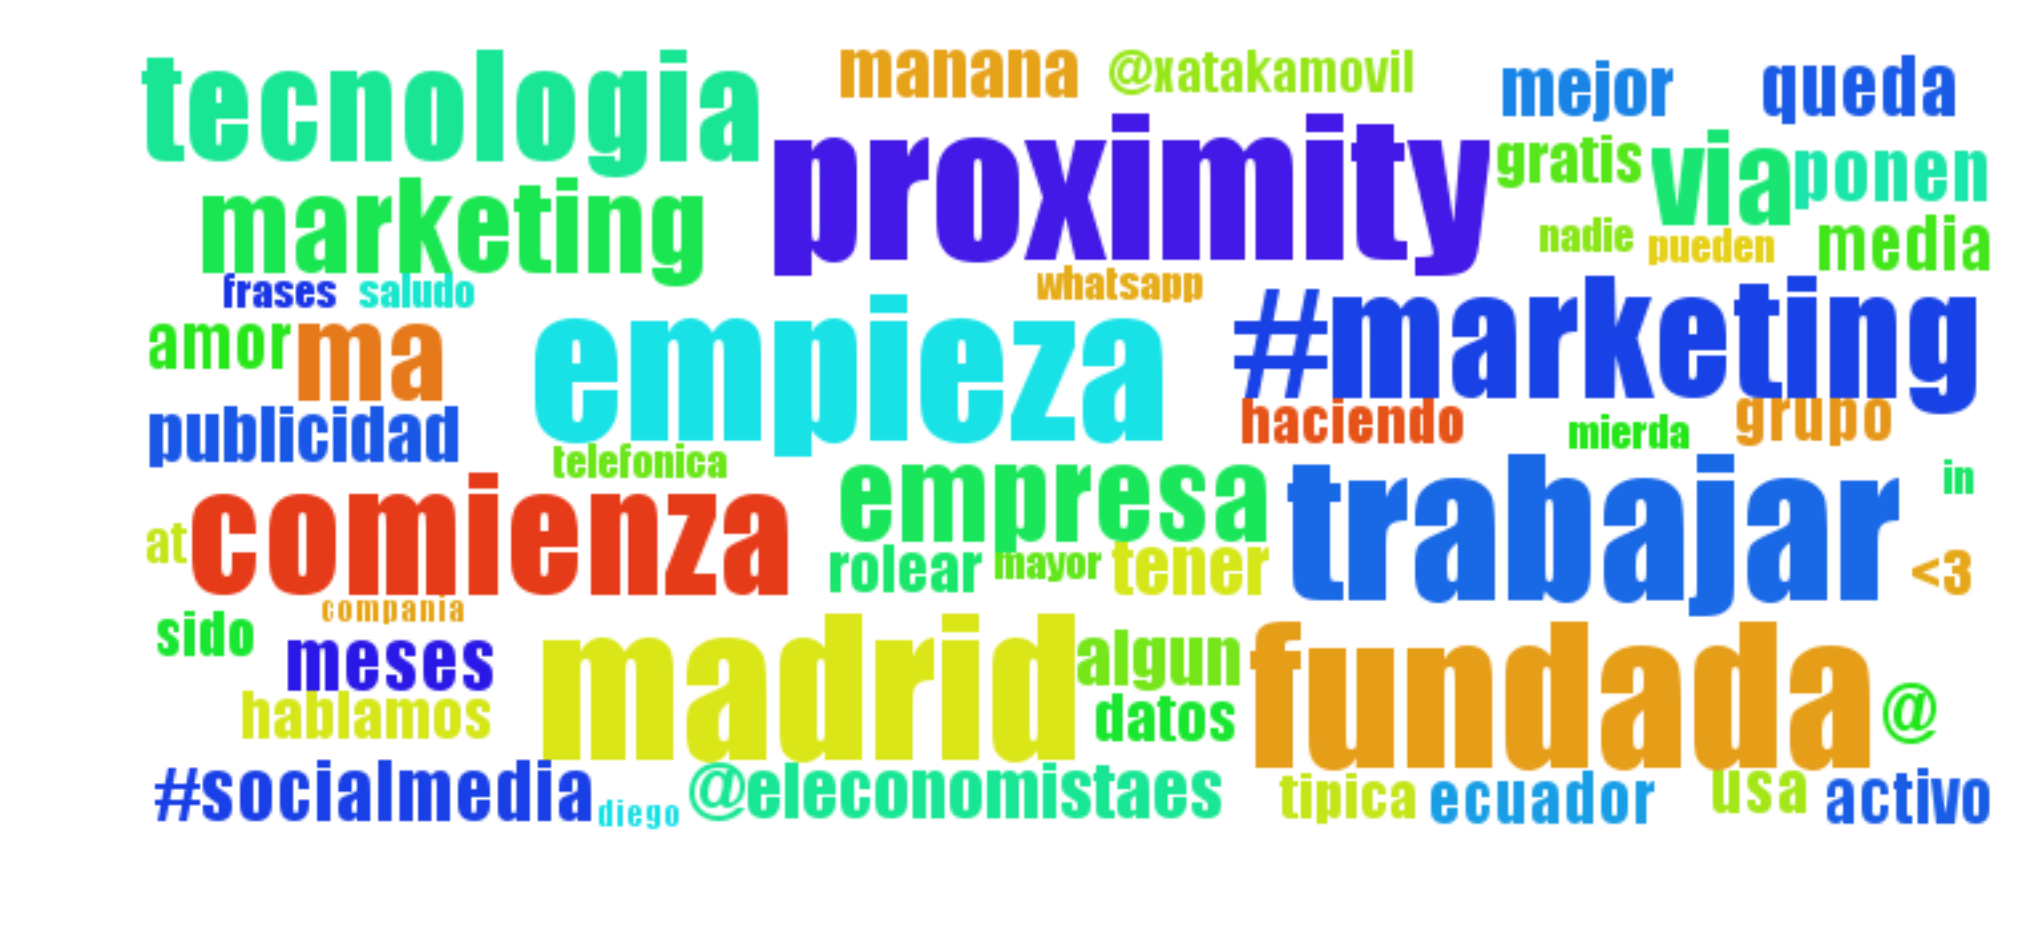 tecnologia manana @xatakamovil mejor queda
marketing proximity gratis via ponen
nadie pueden media
frases saludo whatsapp
amor ma empieza #marketing
publicidad haciendo mierda grupo
telefonica empresa trabajar in
at comienza rolear mayor tener <3
compania
sido meses madrid algun fundada @
hablamos datos
#socialmedia diego @eleconomistaes tipica ecuador usa activo